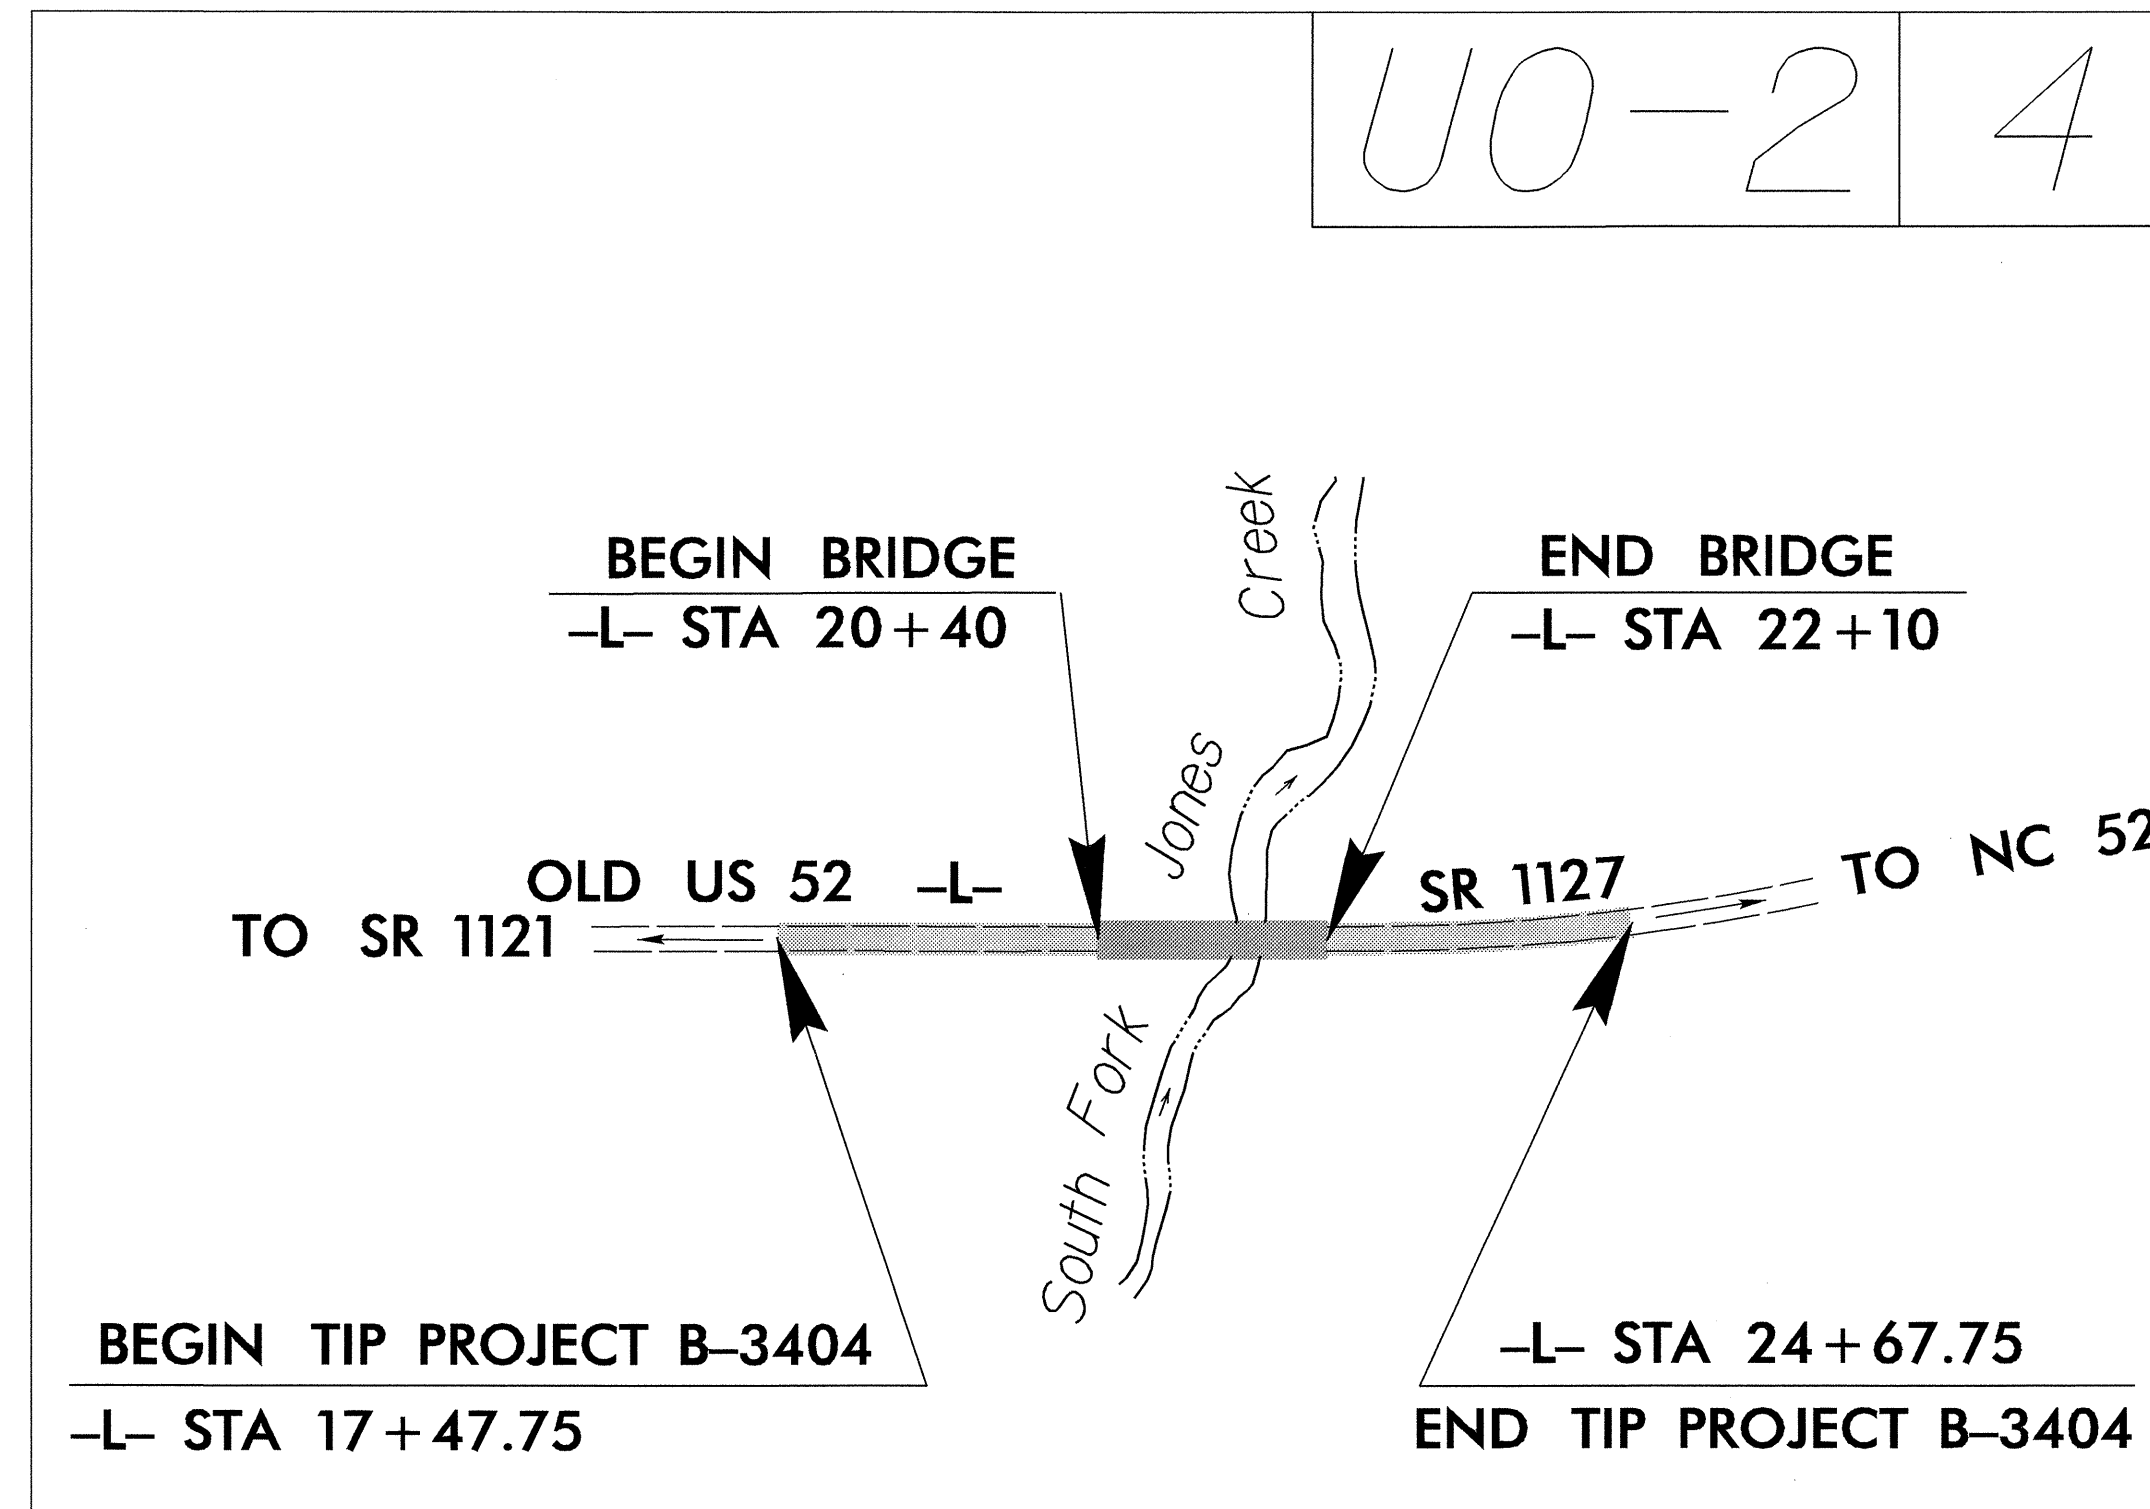 UO-2 4
BEGIN BRIDGE
-L- STA 20+40
Creek
END BRIDGE
-L- STA 22+10
Jones
OLD US 52 -L-
SR 1127
TO NC 52
TO SR 1121
South Fork
BEGIN TIP PROJECT B-3404
-L- STA 17+47.75
-L- STA 24+67.75
END TIP PROJECT B-3404